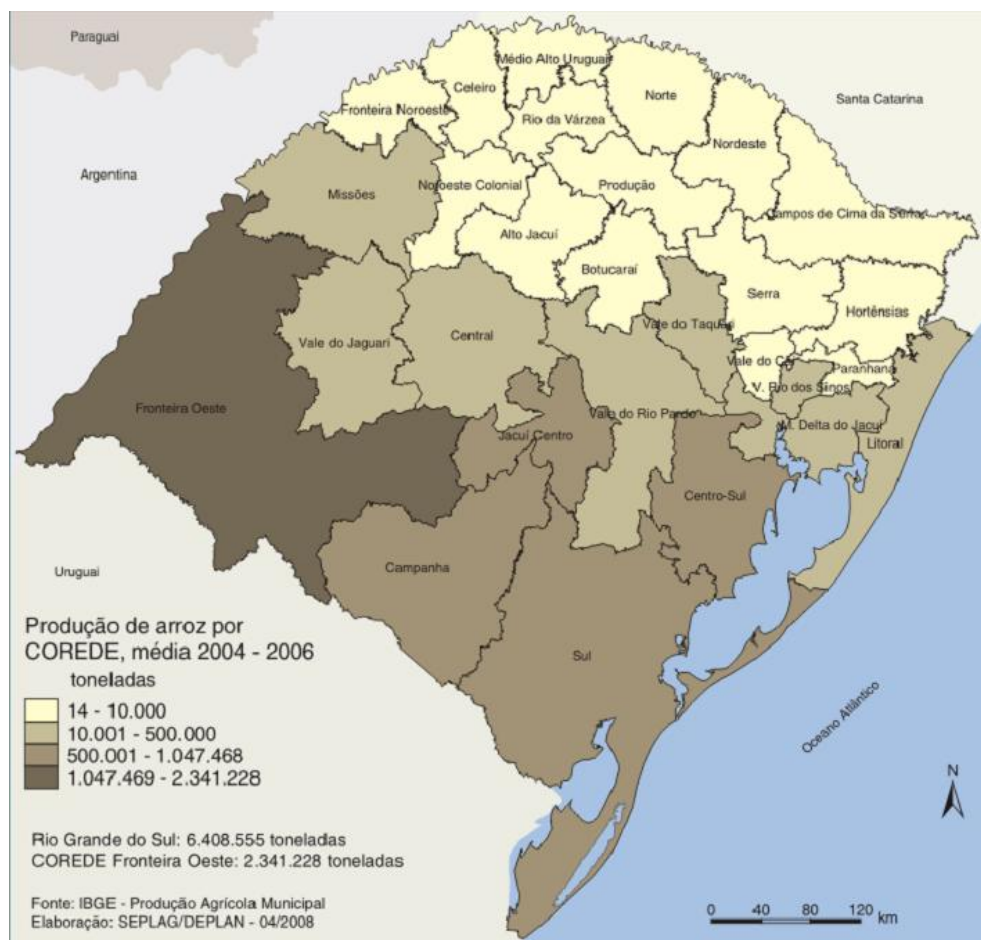 Paraguai
Médio Alto Uruguai
Celeiro
Norte
Santa Catarina
Fronteira Noroeste
Rio da Várzea
Nordeste
Argentina
Missões
Noroeste Colonial
Produção
Campos de Cima da Serra
Alto Jacuí
Botucaraí
Serra
Hortênsias
Vale do Taquari
Central
Vale do Jaguari
Vale do Caí
Paranhana
V. Rio dos Sinos
Fronteira Oeste
Vale do Rio Pardo
M. Delta do Jacuí
Jacuí Centro
Litoral
Centro-Sul
Uruguai
Campanha
Sul
Oceano Atlântico
Produção de arroz por
COREDE, média 2004 - 2006
toneladas
14 - 10.000
10.001 - 500.000
500.001 - 1.047.468
1.047.469 - 2.341.228
N
Rio Grande do Sul: 6.408.555 toneladas
COREDE Fronteira Oeste: 2.341.228 toneladas
Fonte: IBGE - Produção Agrícola Municipal
Elaboração: SEPLAG/DEPLAN - 04/2008
0 40 80 120 km